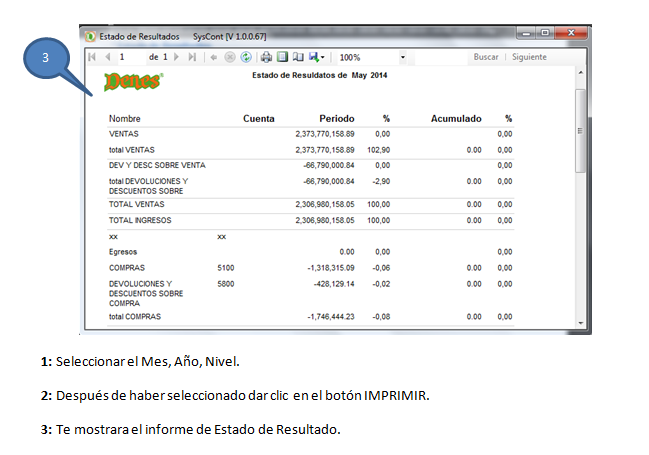 Estado de Resultados SysCont [V 1.0.0.67]
3
1 de 1 100% Buscar Siguiente
Denes
Estado de Resuldatos de May 2014
Nombre Cuenta Periodo % Acumulado %
VENTAS 2,373,770,158.89 0,00 0,00
total VENTAS 2,373,770,158.89 102,90 0.00 0,00
DEV Y DESC SOBRE VENTA -66,790,000.84 0,00 0,00
total DEVOLUCIONES Y -66,790,000.84 -2,90 0.00 0,00
DESCUENTOS SOBRE
TOTAL VENTAS 2,306,980,158.05 100,00 0.00 0,00
TOTAL INGRESOS 2,306,980,158.05 100,00 0.00 0,00
xx xx
Egresos 0.00 0,00 0,00
COMPRAS 5100 -1,318,315.09 -0,06 0.00 0,00
DEVOLUCIONES Y 5800 -428,129.14 -0,02 0.00 0,00
DESCUENTOS SOBRE
COMPRA
total COMPRAS -1,746,444.23 -0,08 0.00 0,00
1: Seleccionar el Mes, Año, Nivel.
2: Después de haber seleccionado dar clic en el botón IMPRIMIR.
3: Te mostrara el informe de Estado de Resultado.